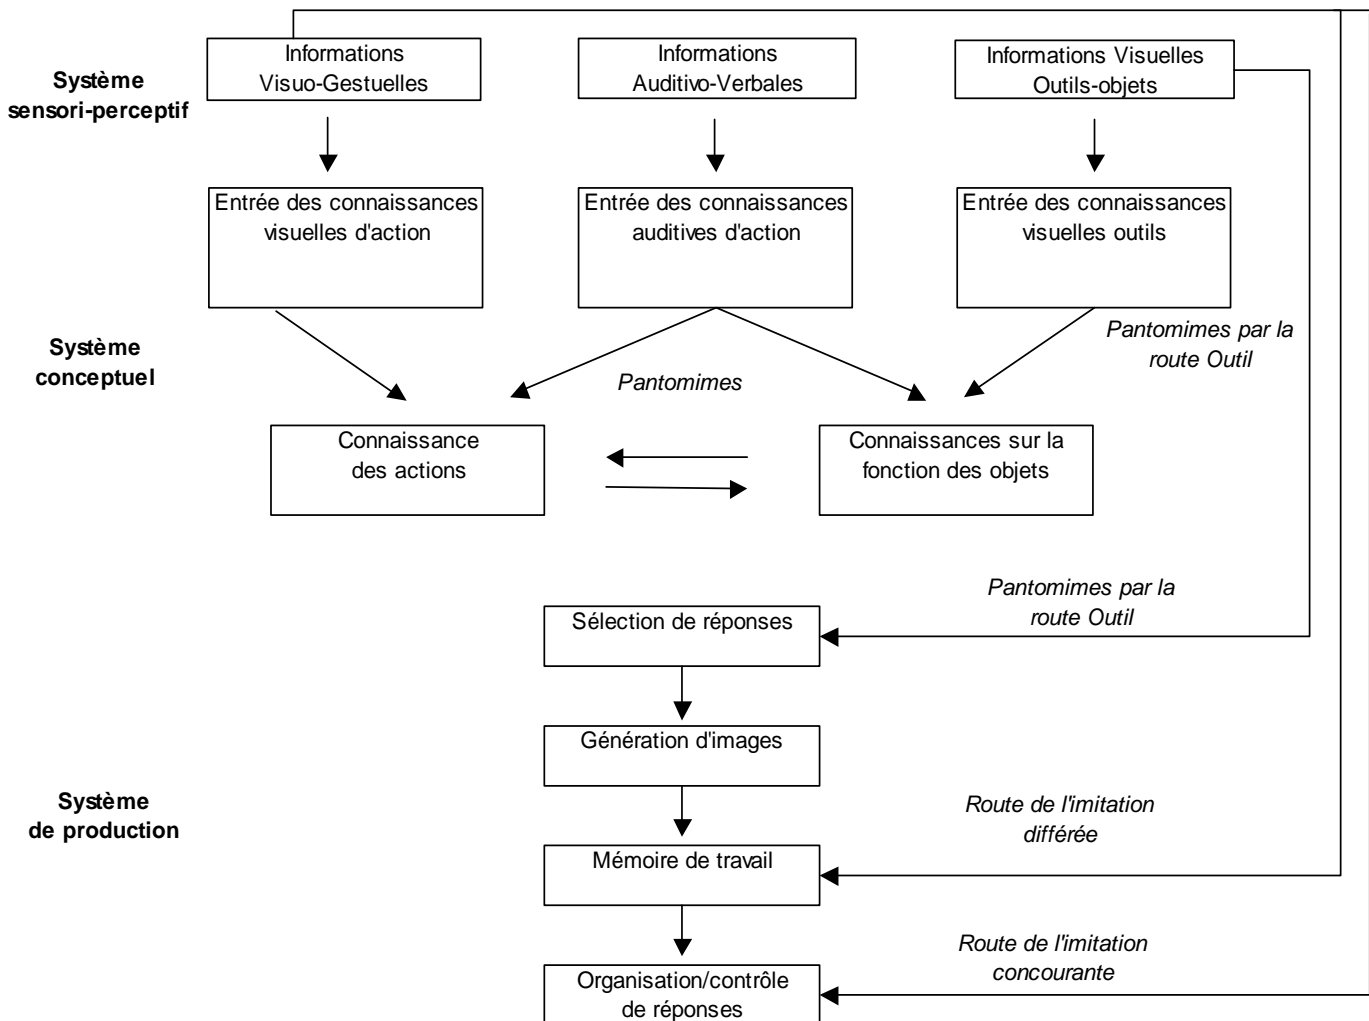 Système
sensori-perceptif
Informations
Visuo-Gestuelles
Informations
Auditivo-Verbales
Informations Visuelles
Outils-objets
Entrée des connaissances
visuelles d'action
Entrée des connaissances
auditives d'action
Entrée des connaissances
visuelles outils
Système
conceptuel
Pantomimes
Pantomimes par la
route Outil
Connaissance
des actions
Connaissances sur la
fonction des objets
Pantomimes par la
route Outil
Sélection de réponses
Génération d'images
Système
de production
Route de l'imitation
différée
Mémoire de travail
Route de l'imitation
concourante
Organisation/contrôle
de réponses